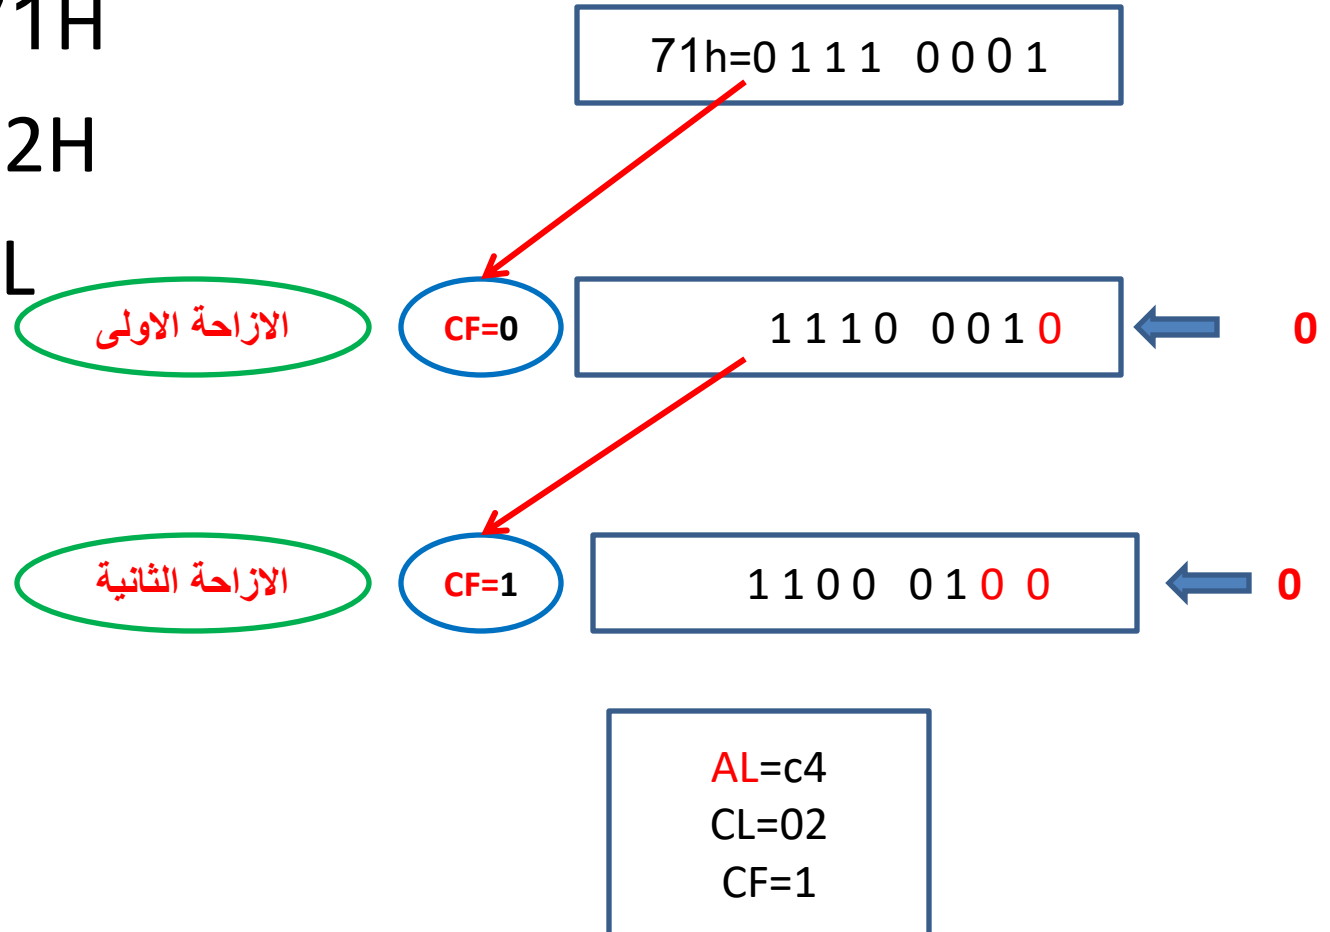 71H
71h=0 1 1 1 0 0 0 1
2H
L
الازاحة الاولى
CF=0
1 1 1 0 0 0 1 0
0
الازاحة الثانية
CF=1
1 1 0 0 0 1 0 0
0
AL=c4
CL=02
CF=1